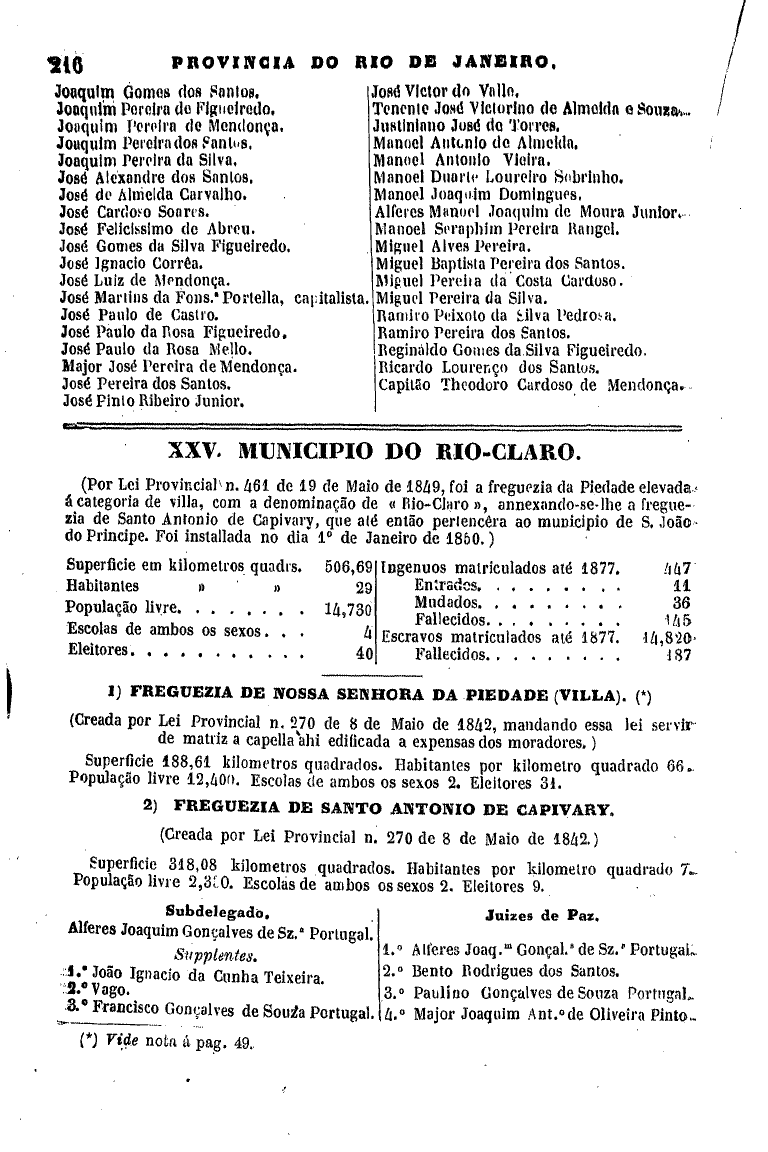 216 PROVINCIA DO RIO DE JANEIRO.
Joaquim Gomes dos Santos.
Joaquim Pereira de Figueiredo.
Joaquim Pereira de Mendonça.
Joaquim Pereira dos Santos.
Joaquim Pereira da Silva.
José Alexandre dos Santos.
José de Almeida Carvalho.
José Cardoso Soares.
José Felicissimo de Abreu.
José Gomes da Silva Figueiredo.
José Ignacio Corrêa.
José Luiz de Mendonça.
José Martins da Fons.ª Portella, capitalista.
José Paulo de Castro.
José Paulo da Rosa Figueiredo.
José Paulo da Rosa Mello.
Major José Pereira de Mendonça.
José Pereira dos Santos.
José Pinto Ribeiro Junior.
José Victor do Valle.
Tenente José Victorino de Almeida e Souza.
Justiniano José de Torres.
Manoel Antonio de Almeida.
Manoel Antonio Vieira.
Manoel Duarte Loureiro Sobrinho.
Manoel Joaquim Domingues.
Alferes Manoel Joaquim de Moura Junior.
Manoel Seraphim Pereira Rangel.
Miguel Alves Pereira.
Miguel Baptista Pereira dos Santos.
Miguel Pereira da Costa Cardoso.
Miguel Pereira da Silva.
Ramiro Peixoto da Silva Pedrosa.
Ramiro Pereira dos Santos.
Reginaldo Gomes da Silva Figueiredo.
Ricardo Lourenço dos Santos.
Capitão Theodoro Cardoso de Mendonça.
XXV. MUNICIPIO DO RIO-CLARO.
(Por Lei Provincial n. 461 de 19 de Maio de 1849, foi a freguezia da Piedade elevada
á categoria de villa, com a denominação de « Rio-Claro », annexando-se-lhe a fregue-
zia de Santo Antonio de Capivary, que até então pertencêra ao municipio de S. João
do Principe. Foi installada no dia 1º de Janeiro de 1850.)
Superficie em kilometros quadrs. 506,69
Habitantes » » 29
População livre. . . . . . . . 14,730
Escolas de ambos os sexos. . . 4
Eleitores. . . . . . . . . . . 40
Ingenuos matriculados até 1877. 447
Entrados. . . . . . . . . 11
Mudados. . . . . . . . . 36
Fallecidos. . . . . . . . 145
Escravos matriculados até 1877. 14,820
Fallecidos. . . . . . . . 187
1) FREGUEZIA DE NOSSA SENHORA DA PIEDADE (VILLA). (*)
(Creada por Lei Provincial n. 270 de 8 de Maio de 1842, mandando essa lei servir
de matriz a capella ahi edificada a expensas dos moradores.)
Superficie 188,61 kilometros quadrados. Habitantes por kilometro quadrado 66.
População livre 12,400. Escolas de ambos os sexos 2. Eleitores 31.
2) FREGUEZIA DE SANTO ANTONIO DE CAPIVARY.
(Creada por Lei Provincial n. 270 de 8 de Maio de 1842.)
Superficie 318,08 kilometros quadrados. Habitantes por kilometro quadrado 7.
População livre Escolas de ambos os sexos 2. Eleitores 9.
Subdelegado.
Alferes Joaquim Gonçalves de Sz.ª Portugal.
Supplentes.
1.º João Ignacio da Cunha Teixeira.
2.º Vago.
3.º Francisco Gonçalves de Souza Portugal.
Juizes de Paz.
1.º Alferes Joaq.m Gonçal.s de Sz.ª Portugal.
2.º Bento Rodrigues dos Santos.
3.º Paulino Gonçalves de Souza Portugal.
4.º Major Joaquim Ant.º de Oliveira Pinto.
(*) Vide nota á pag. 49.